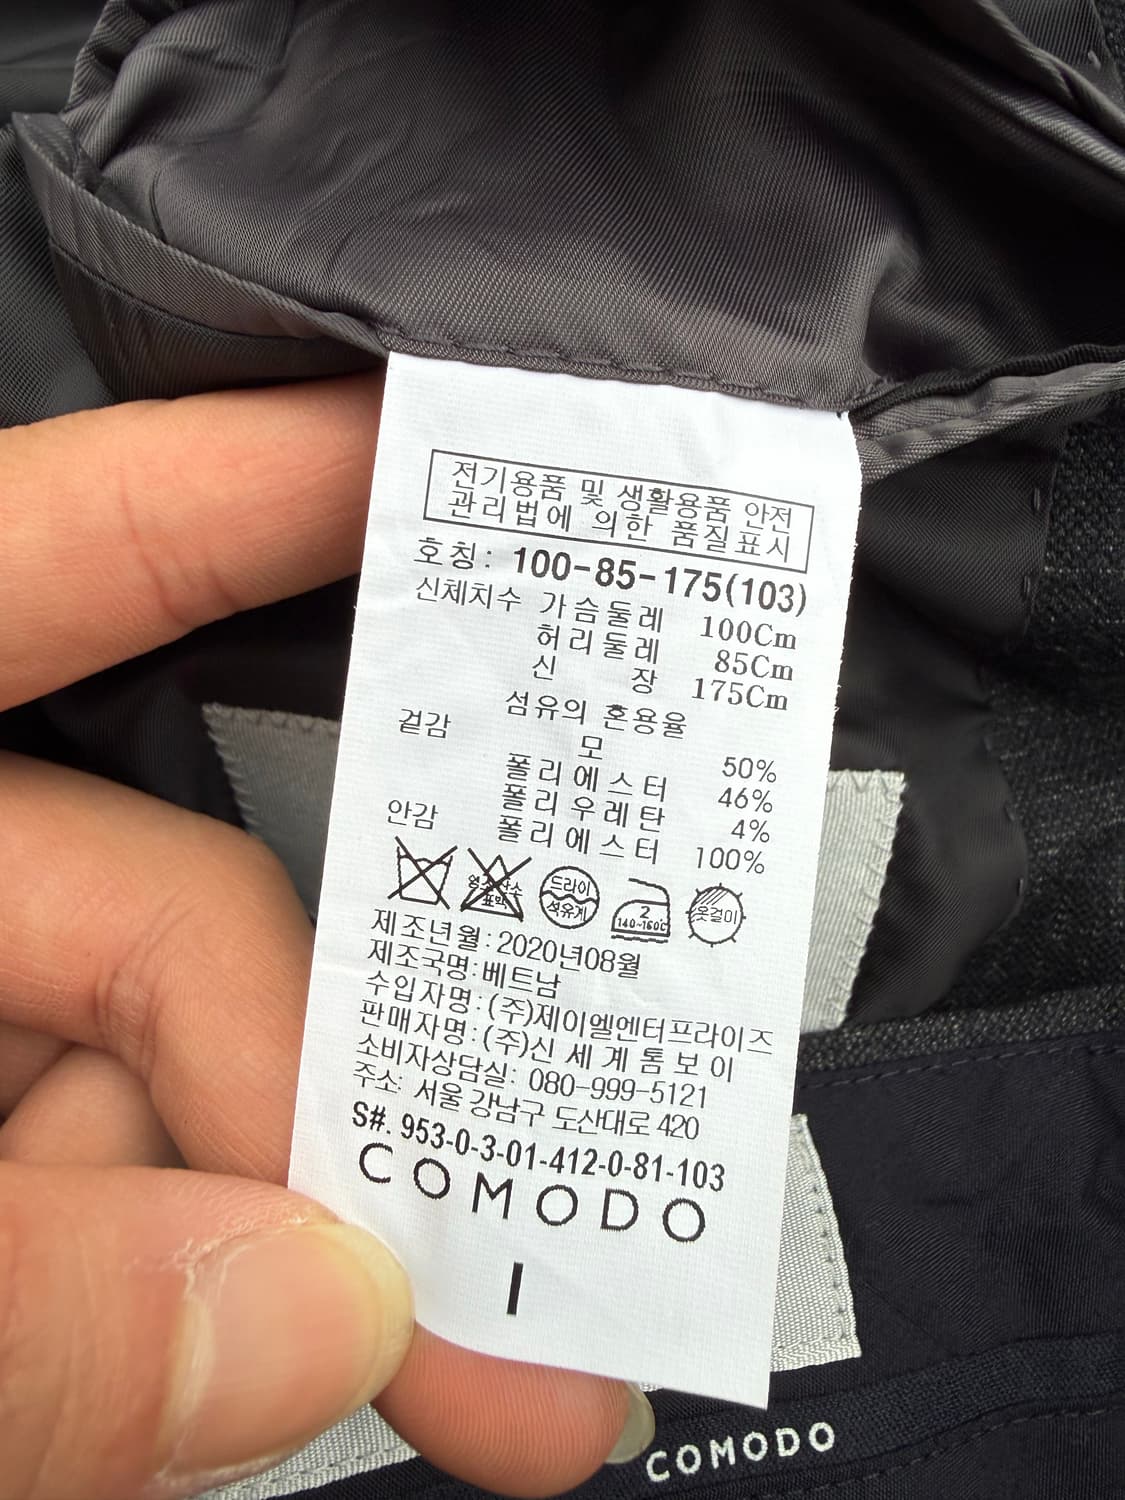 전기용품 및 생활용품 안전
관리법에 의한 품질표시
호칭: 100-85-175(103)
신체치수 가슴둘레 100Cm
허리둘레 85Cm
신 장 175Cm
섬유의 혼용율
겉감 모 50%
폴리에스터 46%
폴리우레탄 4%
안감 폴리에스터 100%
염소산소
표백
드라이
석유계
2
140~160℃
옷걸이
제조년월:2020년08월
제조국명:베트남
수입자명:(주)제이엘엔터프라이즈
판매자명:(주)신세계톰보이
소비자상담실: 080-999-5121
주소: 서울 강남구 도산대로 420
S#. 953-0-3-01-412-0-81-103
COMODO
I
COMODO